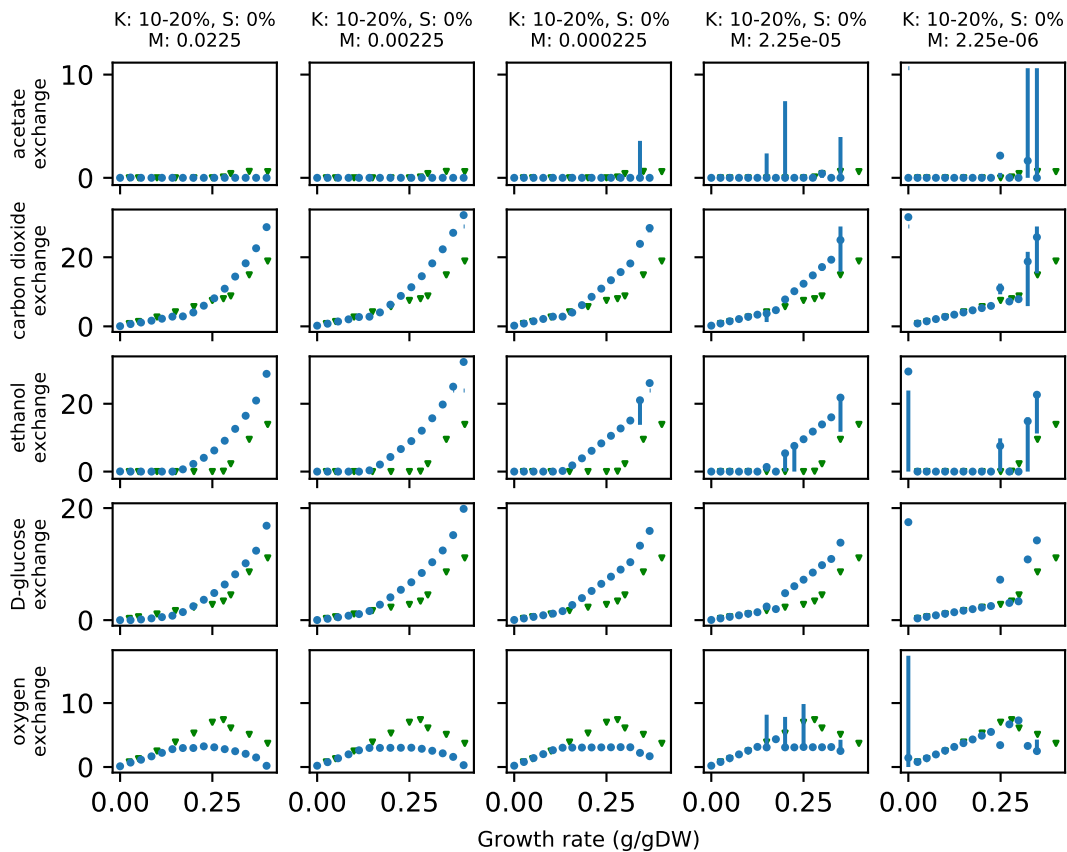 K: 10-20%, S: 0%
M: 0.0225
K: 10-20%, S: 0%
M: 0.00225
K: 10-20%, S: 0%
M: 0.000225
K: 10-20%, S: 0%
M: 2.25e-05
K: 10-20%, S: 0%
M: 2.25e-06
acetate
exchange
10
0
carbon dioxide
exchange
20
0
ethanol
exchange
20
0
D-glucose
exchange
20
0
oxygen
exchange
10
0
0.00 0.25 0.00 0.25 0.00 0.25 0.00 0.25 0.00 0.25
Growth rate (g/gDW)